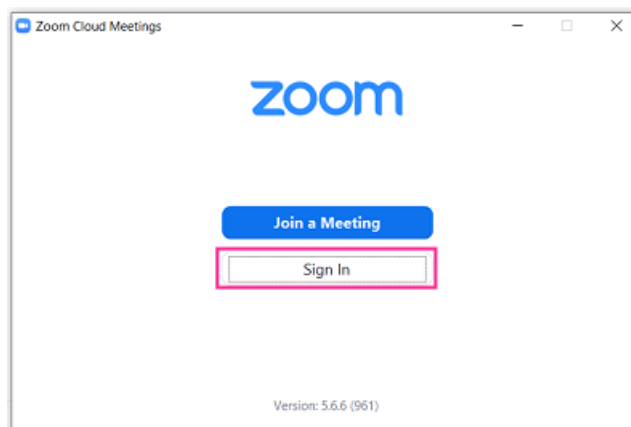 Zoom Cloud Meetings
zoom
Join a Meeting
Sign In
Version: 5.6.6 (961)